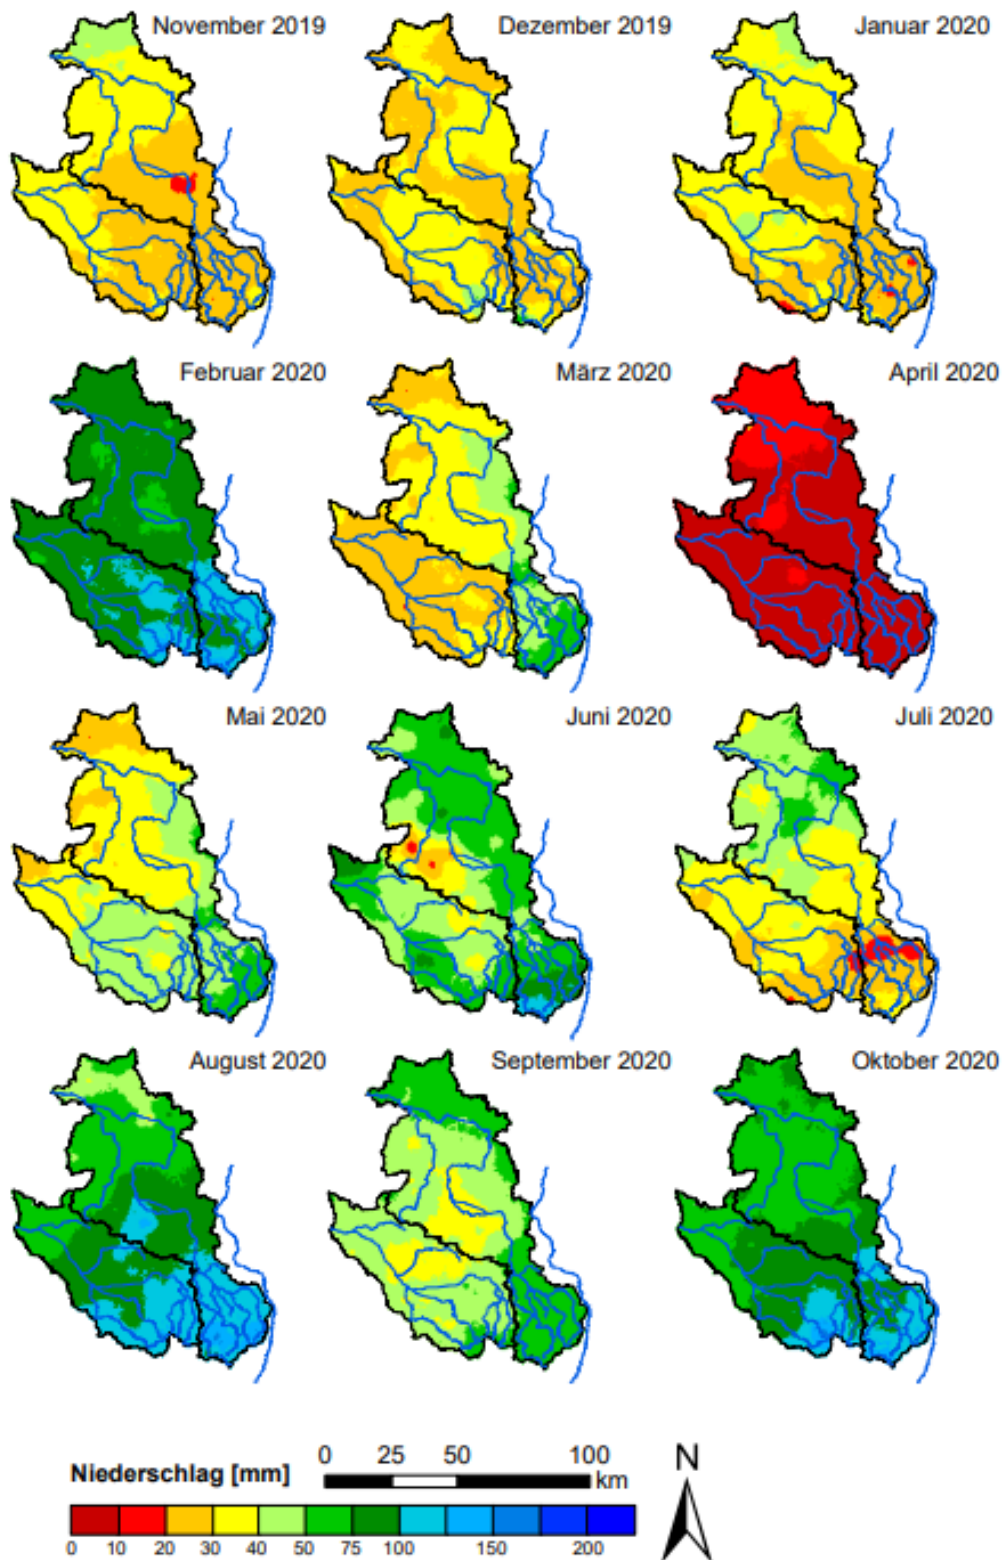 November 2019
Dezember 2019
Januar 2020
Februar 2020
März 2020
April 2020
Mai 2020
Juni 2020
Juli 2020
August 2020
September 2020
Oktober 2020
Niederschlag [mm]
0 25 50 100
km
N
0 10 20 30 40 50 75 100 150 200